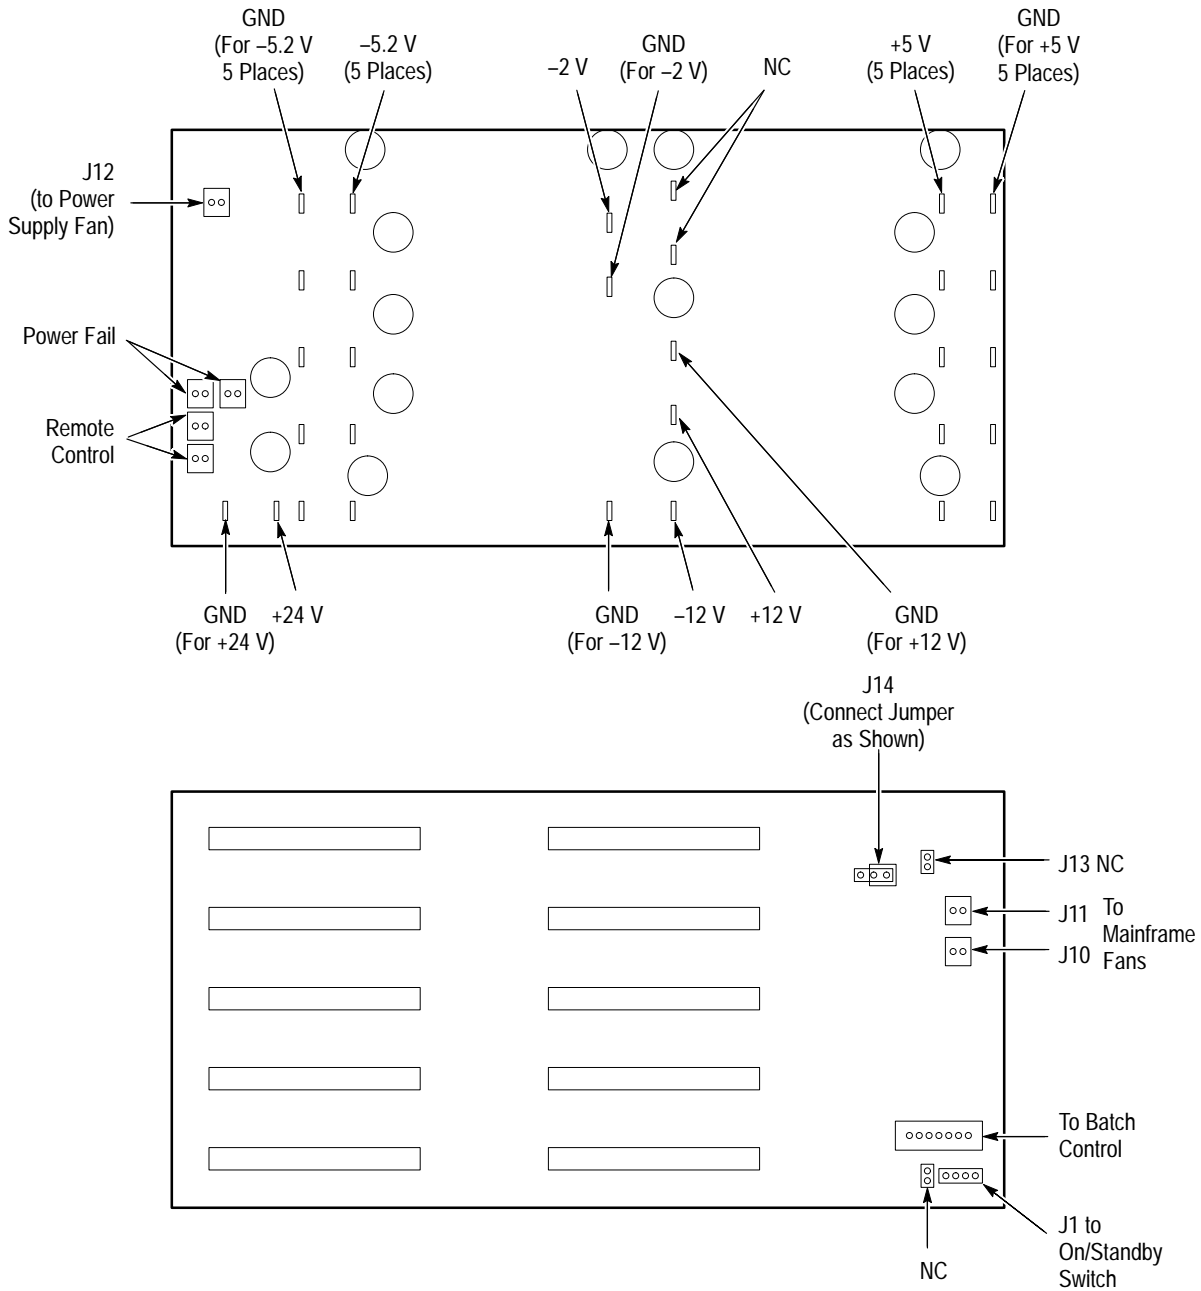 GND
(For –5.2 V
5 Places)
–5.2 V
(5 Places)
–2 V
GND
(For –2 V)
NC
+5 V
(5 Places)
GND
(For +5 V
5 Places)
J12
(to Power
Supply Fan)
Power Fail
Remote
Control
GND
(For +24 V)
+24 V
GND
(For –12 V)
–12 V
+12 V
GND
(For +12 V)
J14
(Connect Jumper
as Shown)
J13 NC
J11
J10
To
Mainframe
Fans
To Batch
Control
J1 to
On/Standby
Switch
NC